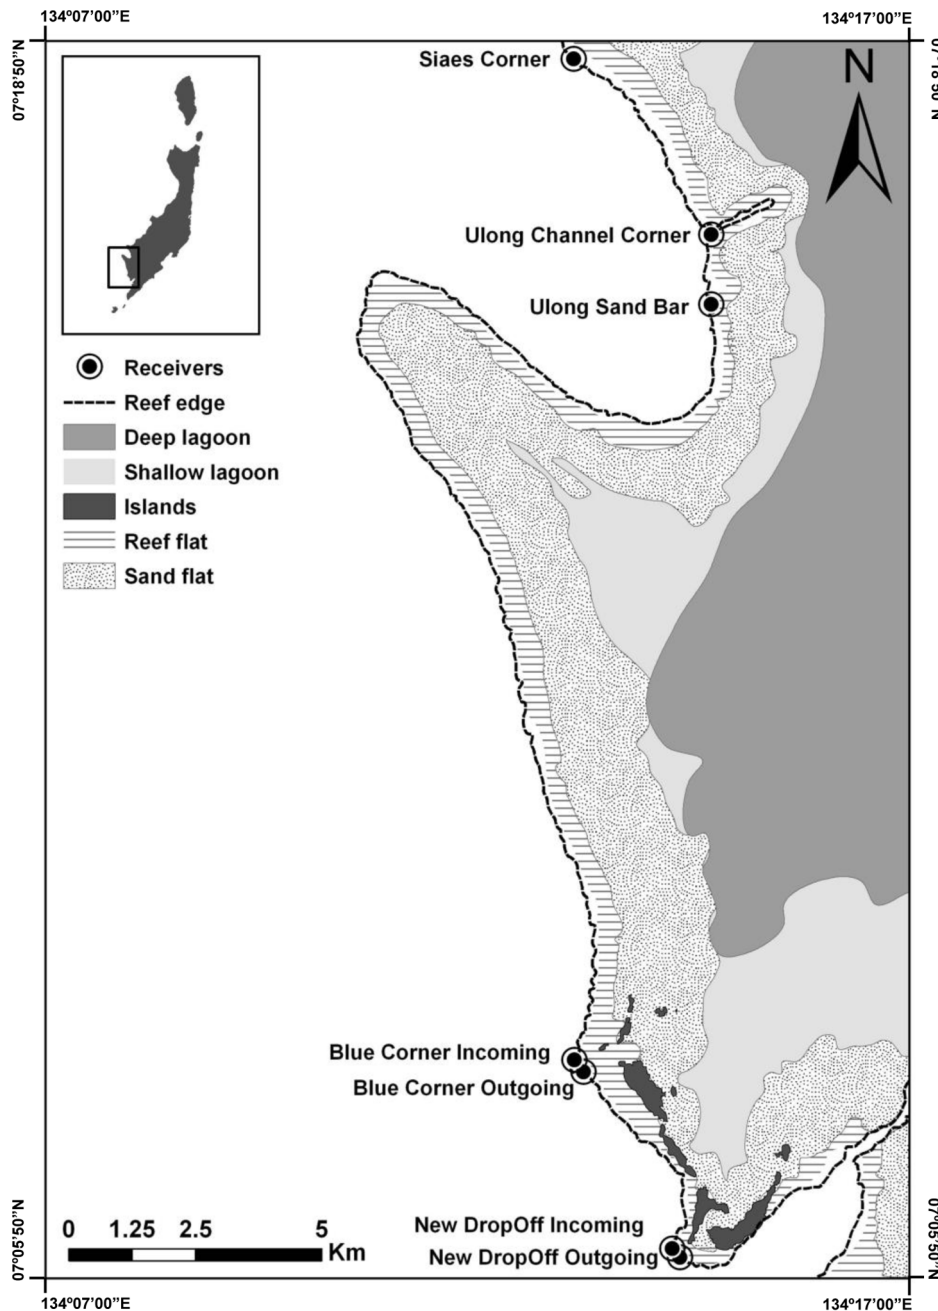 134º07'00”E
134º17'00”E
07º18'50”N
07º18'50”N
Siaes Corner
N
Ulong Channel Corner
Ulong Sand Bar
Receivers
Reef edge
Deep lagoon
Shallow lagoon
Islands
Reef flat
Sand flat
Blue Corner Incoming
Blue Corner Outgoing
New DropOff Incoming
New DropOff Outgoing
0 1.25 2.5 5
Km
07º05'50”N
07º05'50”N
134º07'00”E
134º17'00”E